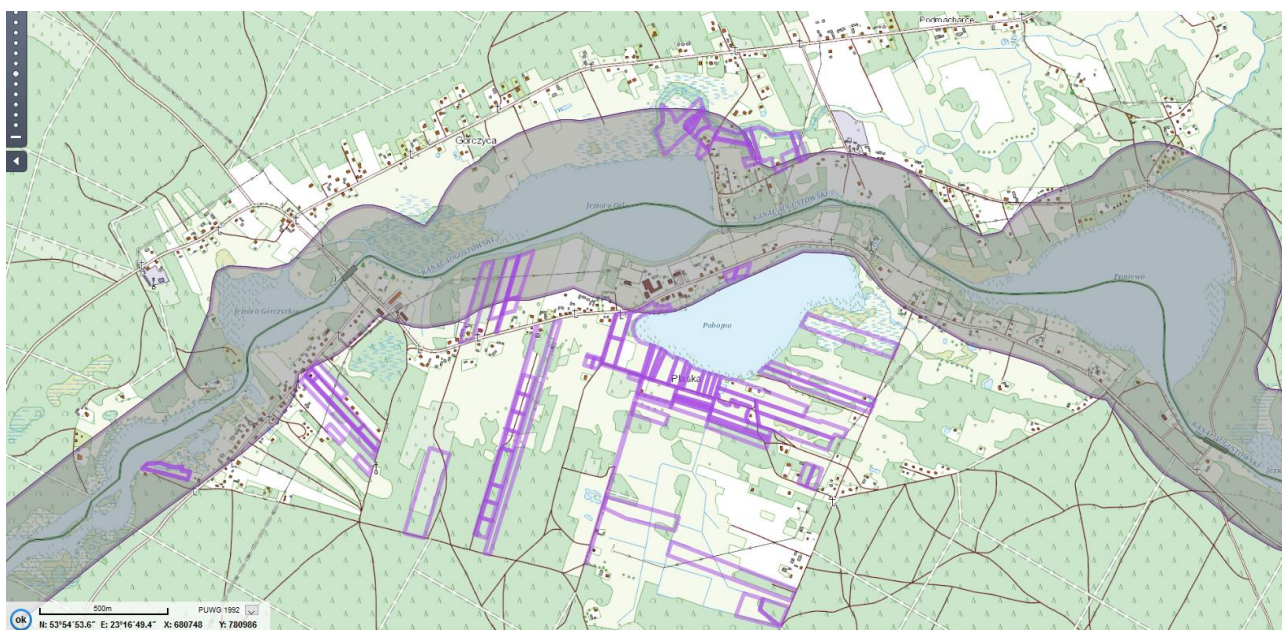 Podmacharce
Gorczyca
Jezioro Orle
KANAŁ AUGUSTOWSKI
KANAŁ AUGUSTOWSKI
Paniewo
Jezioro Gorczyckie
Pobojno
Płaska
KANAŁ AUGUSTOWSKI
500m
PUWG 1992
ok
N: 53°54´53.6˝ E: 23°16´49.4˝ X: 680748 Y: 780986